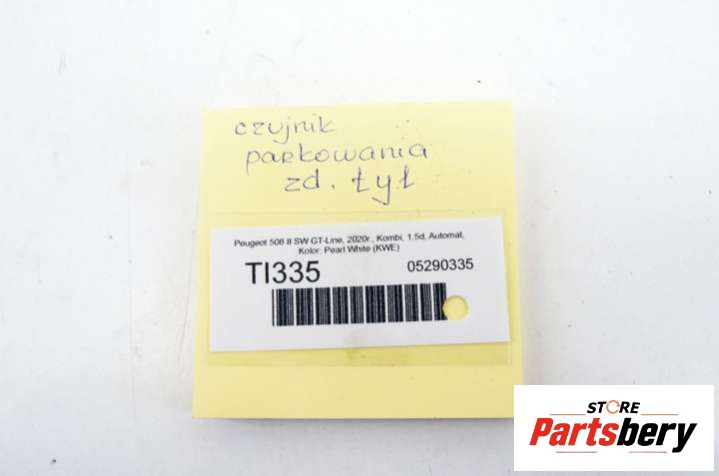 czujnik
parkowania
zd. tył
Peugeot 508 II SW GT-Line, 2020r., Kombi, 1.5d, Automat,
Kolor: Pearl White (KWE)
TI335
05290335
STORE
Partsbery